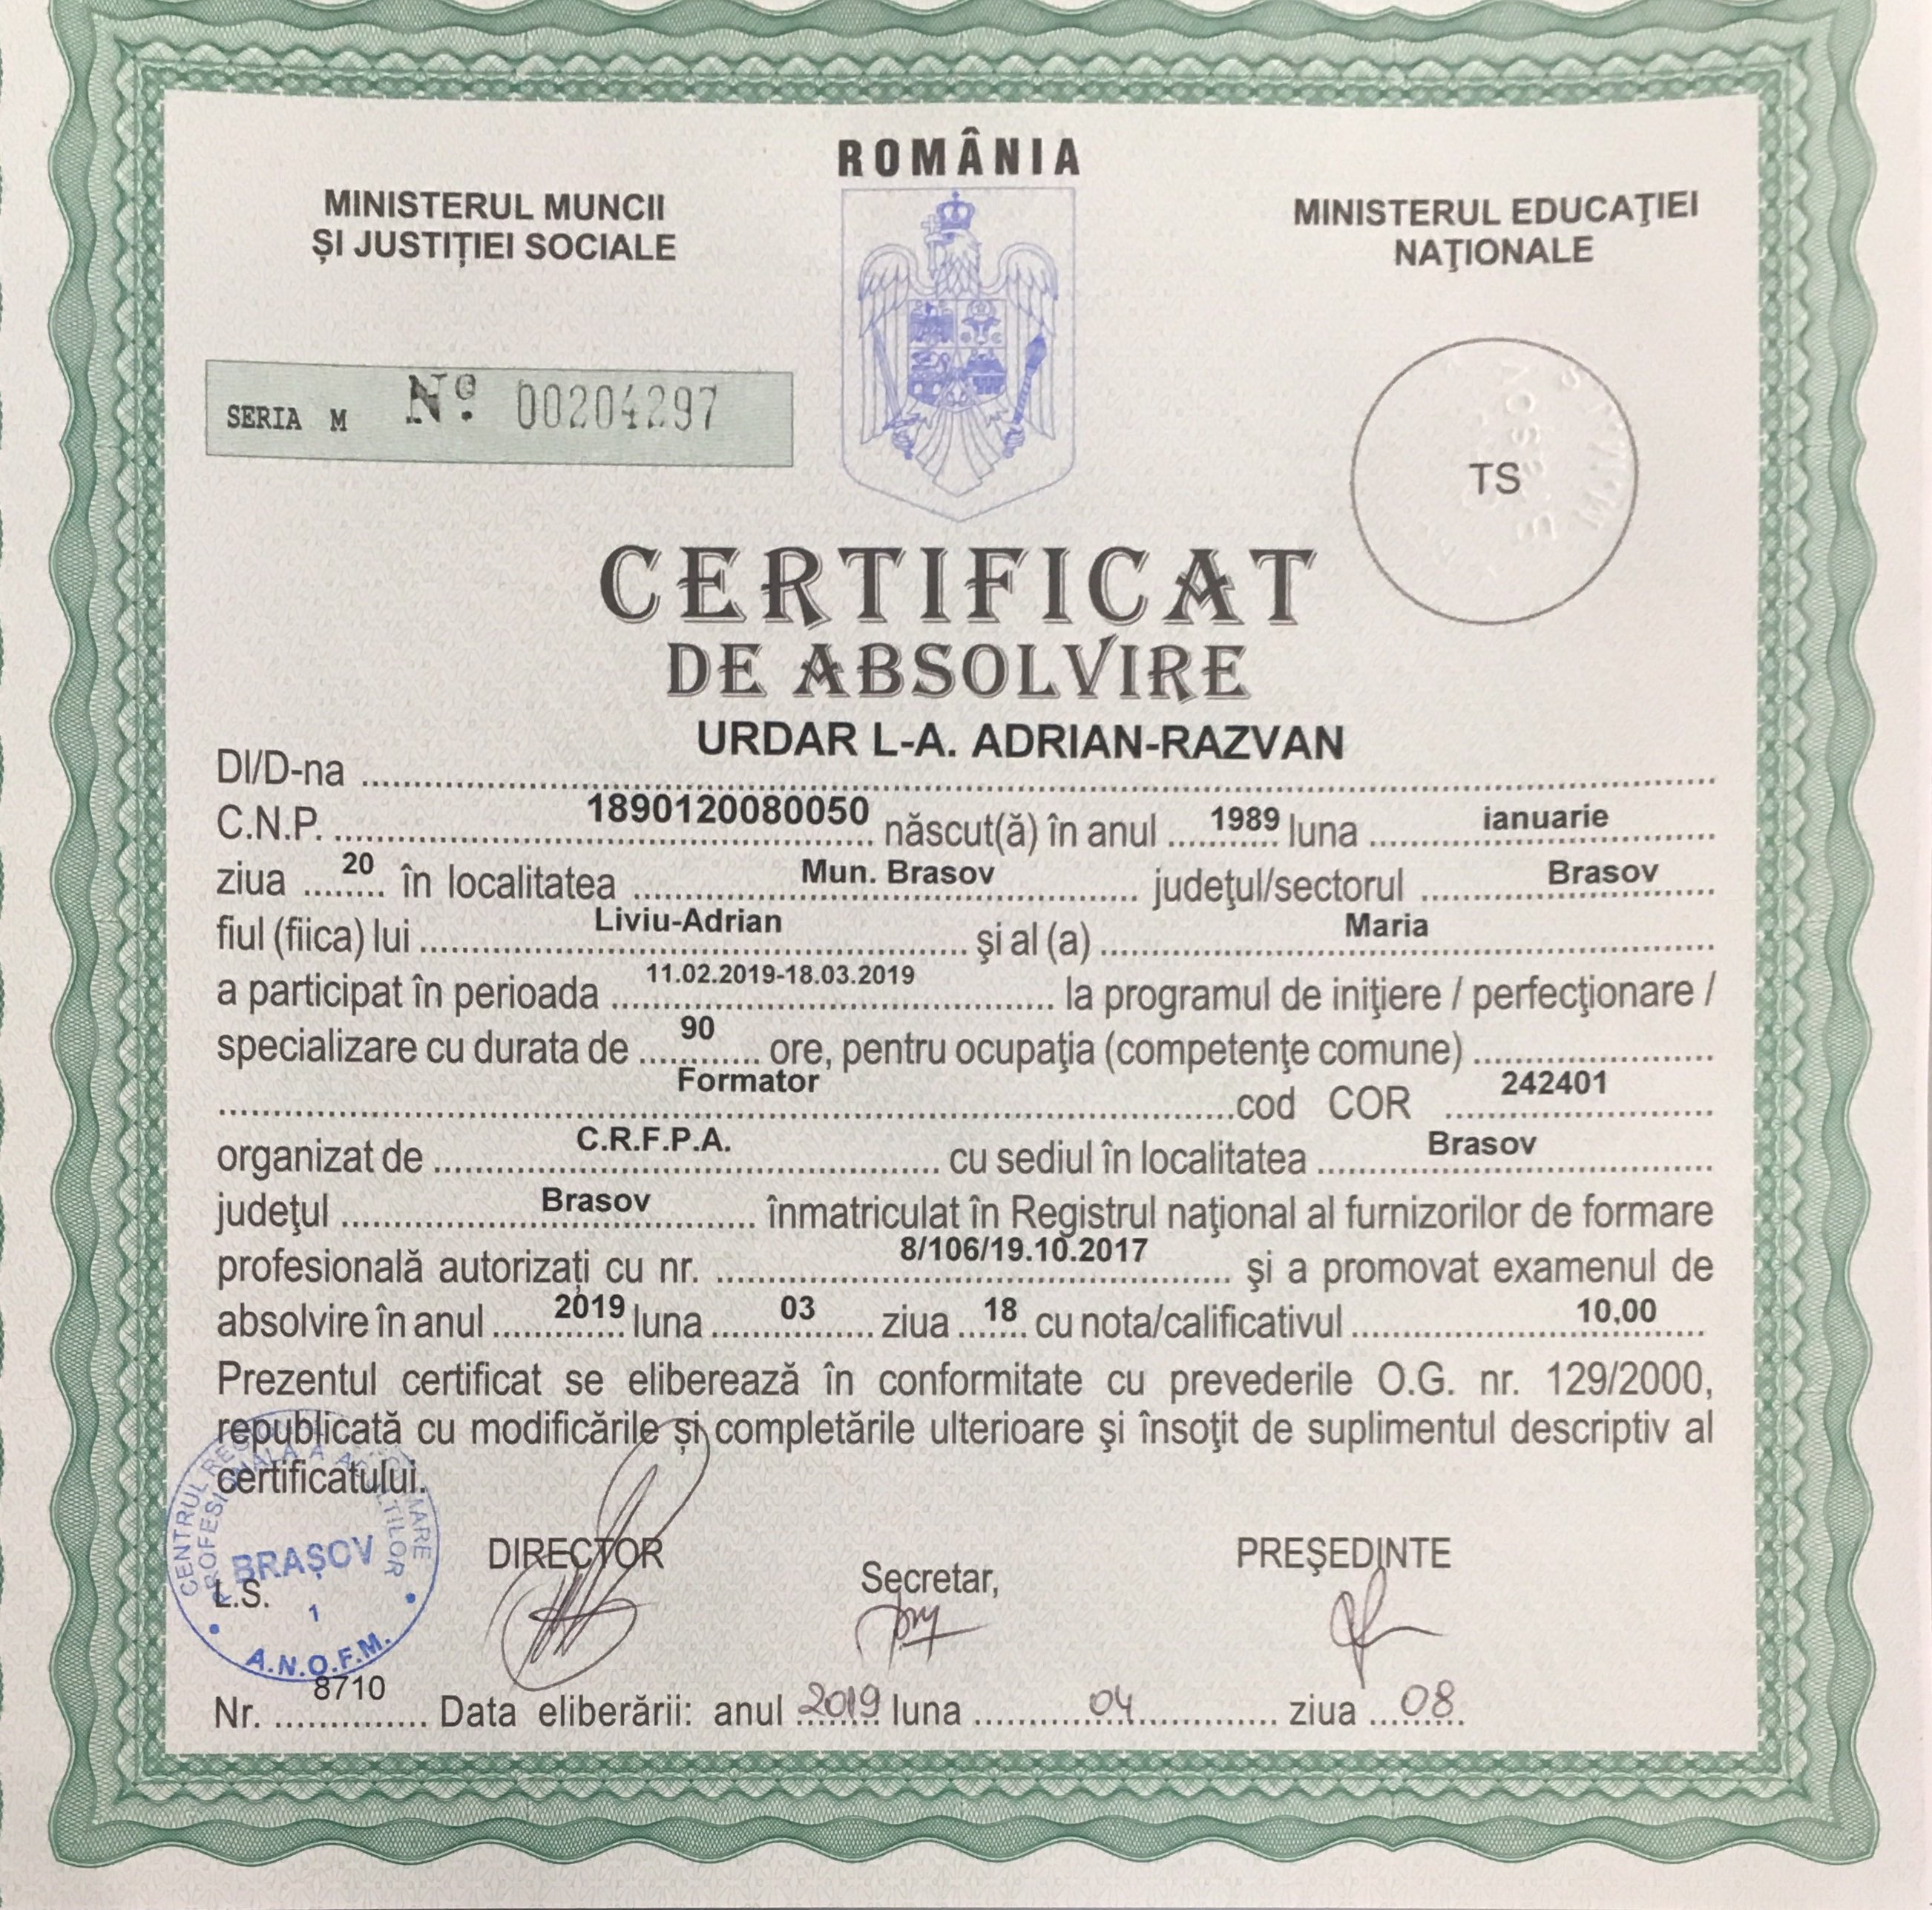 ROMÂNIA
MINISTERUL MUNCII
ȘI JUSTIȚIEI SOCIALE
MINISTERUL EDUCAŢIEI
NAŢIONALE
SERIA M Nº 00204297
TS
Brasov
CERTIFICAT
DE ABSOLVIRE
Dl/D-na URDAR L-A. ADRIAN-RAZVAN
C.N.P. 1890120080050 născut(ă) în anul 1989 luna ianuarie
ziua 20 în localitatea Mun. Brasov judeţul/sectorul Brasov
fiul (fiica) lui Liviu-Adrian şi al (a) Maria
a participat în perioada 11.02.2019-18.03.2019 la programul de iniţiere / perfecţionare /
specializare cu durata de 90 ore, pentru ocupaţia (competenţe comune)
Formator cod COR 242401
organizat de C.R.F.P.A. cu sediul în localitatea Brasov
judeţul Brasov înmatriculat în Registrul naţional al furnizorilor de formare
profesională autorizați cu nr. 8/106/19.10.2017 şi a promovat examenul de
absolvire în anul 2019 luna 03 ziua 18 cu nota/calificativul 10,00
Prezentul certificat se eliberează în conformitate cu prevederile O.G. nr. 129/2000,
republicată cu modificările și completările ulterioare şi însoţit de suplimentul descriptiv al
certificatului.
DIRECTOR
Secretar,
PREŞEDINTE
CENTRUL
BRAȘOV
L.S.
1
A.N.O.F.M.
Nr. 8710 Data eliberării: anul 2019 luna 04 ziua 08